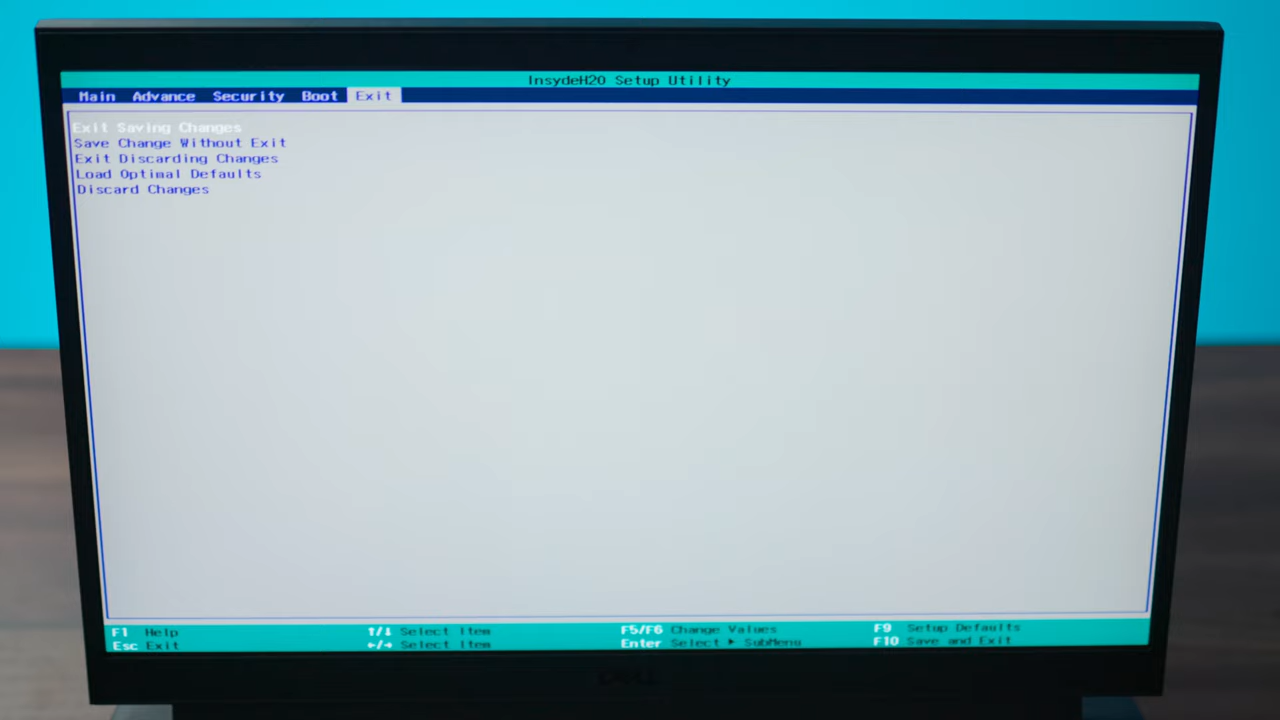 InsydeH20 Setup Utility
Main Advance Security Boot Exit
Exit Saving Changes
Save Change Without Exit
Exit Discarding Changes
Load Optimal Defaults
Discard Changes
F1 Help ↑/↓ Select Item F5/F6 Change Values F9 Setup Defaults
Esc Exit ←/→ Select Item Enter Select ▶ SubMenu F10 Save and Exit
DELL